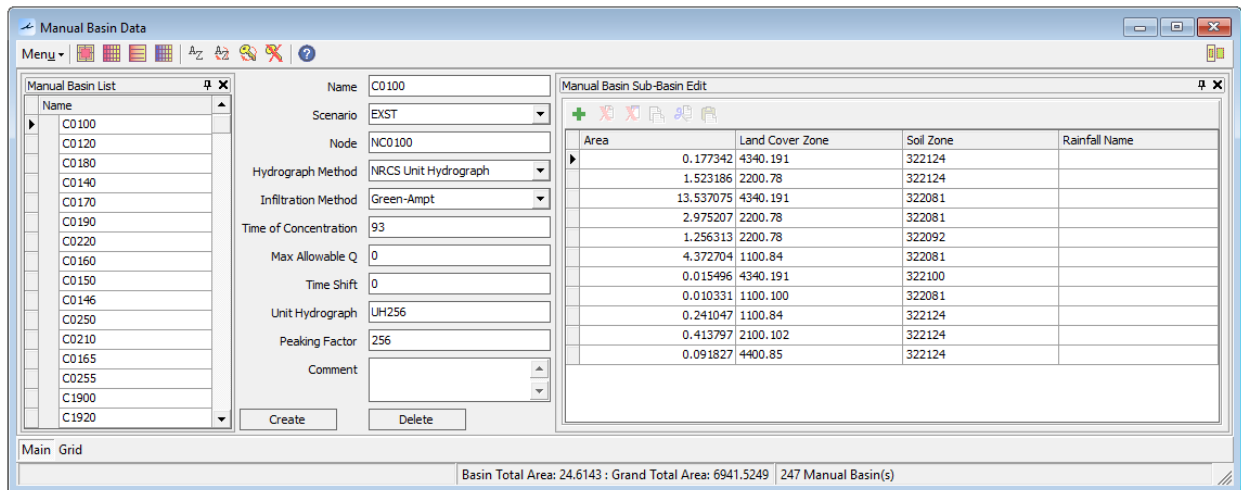 Manual Basin Data
Menu
Manual Basin List
Name
C0100
C0120
C0180
C0140
C0170
C0190
C0220
C0160
C0150
C0146
C0250
C0210
C0165
C0255
C1900
C1920
Name C0100
Scenario EXST
Node NC0100
Hydrograph Method NRCS Unit Hydrograph
Infiltration Method Green-Ampt
Time of Concentration 93
Max Allowable Q 0
Time Shift 0
Unit Hydrograph UH256
Peaking Factor 256
Comment
Create Delete
Manual Basin Sub-Basin Edit
Area Land Cover Zone Soil Zone Rainfall Name
0.177342 4340.191 322124
1.523186 2200.78 322124
13.537075 4340.191 322081
2.975207 2200.78 322081
1.256313 2200.78 322092
4.372704 1100.84 322081
0.015496 4340.191 322100
0.010331 1100.100 322081
0.241047 1100.84 322124
0.413797 2100.102 322124
0.091827 4400.85 322124
Main Grid
Basin Total Area: 24.6143 : Grand Total Area: 6941.5249 247 Manual Basin(s)